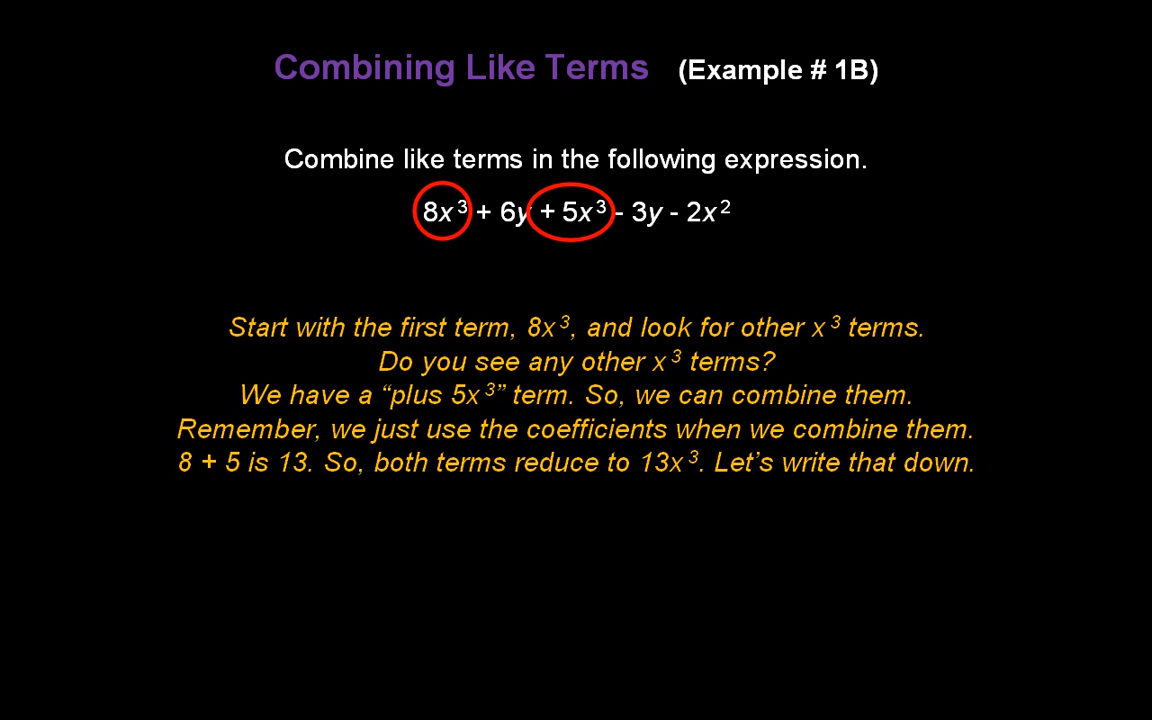 Combining Like Terms (Example # 1B)
Combine like terms in the following expression.
8x³ + 6y + 5x³ - 3y - 2x²
Start with the first term, 8x³, and look for other x³ terms.
Do you see any other x³ terms?
We have a “plus 5x³” term. So, we can combine them.
Remember, we just use the coefficients when we combine them.
8 + 5 is 13. So, both terms reduce to 13x³. Let’s write that down.